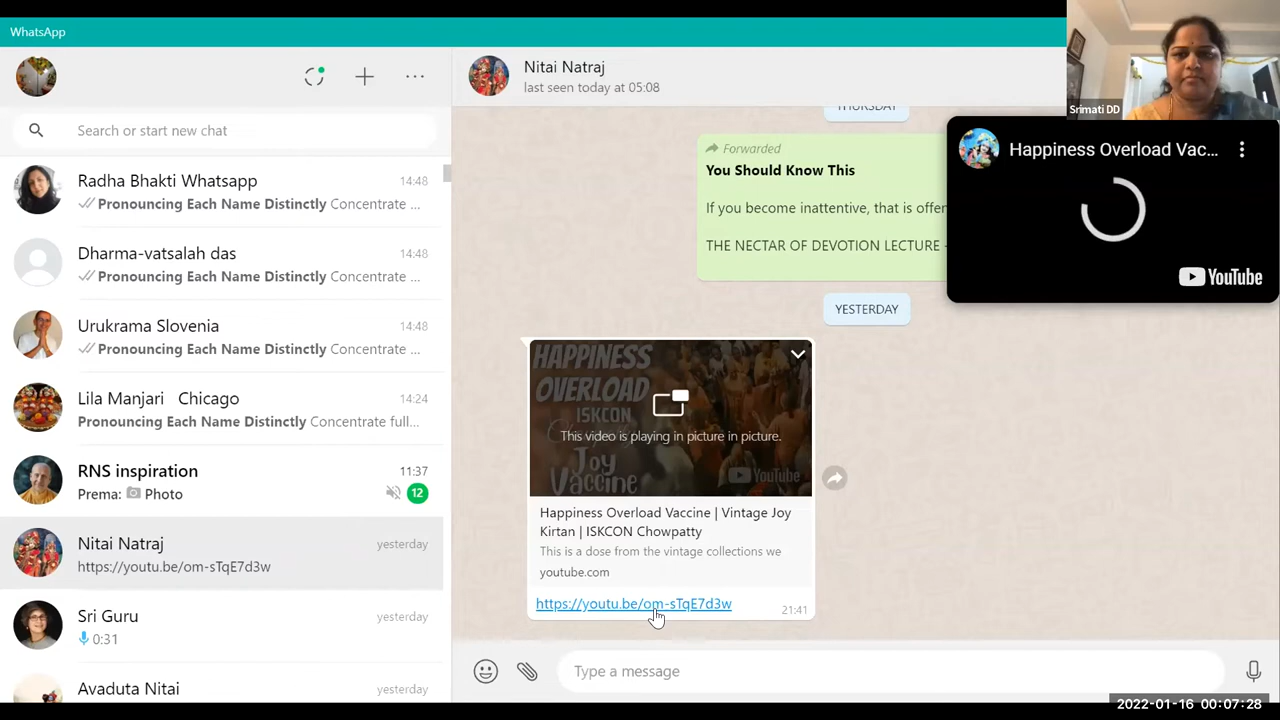 WhatsApp
Search or start new chat
Radha Bhakti Whatsapp 14:48
Pronouncing Each Name Distinctly Concentrate ...
Dharma-vatsalah das 14:48
Pronouncing Each Name Distinctly Concentrate ...
Urukrama Slovenia 14:48
Pronouncing Each Name Distinctly Concentrate ...
Lila Manjari Chicago 14:24
Pronouncing Each Name Distinctly Concentrate full...
RNS inspiration 11:37
Prema: Photo 12
Nitai Natraj yesterday
https://youtu.be/om-sTqE7d3w
Sri Guru yesterday
0:31
Avaduta Nitai yesterday
Nitai Natraj
last seen today at 05:08
THURSDAY
Forwarded
You Should Know This
If you become inattentive, that is offen
THE NECTAR OF DEVOTION LECTURE -
YESTERDAY
HAPPINESS
OVERLOAD
ISKCON
This video is playing in picture in picture.
Joy
Vaccine
YouTube
Happiness Overload Vaccine | Vintage Joy
Kirtan | ISKCON Chowpatty
This is a dose from the vintage collections we
youtube.com
https://youtu.be/om-sTqE7d3w
21:41
Type a message
Srimati DD
Happiness Overload Vac...
YouTube
2022-01-16 00:07:28